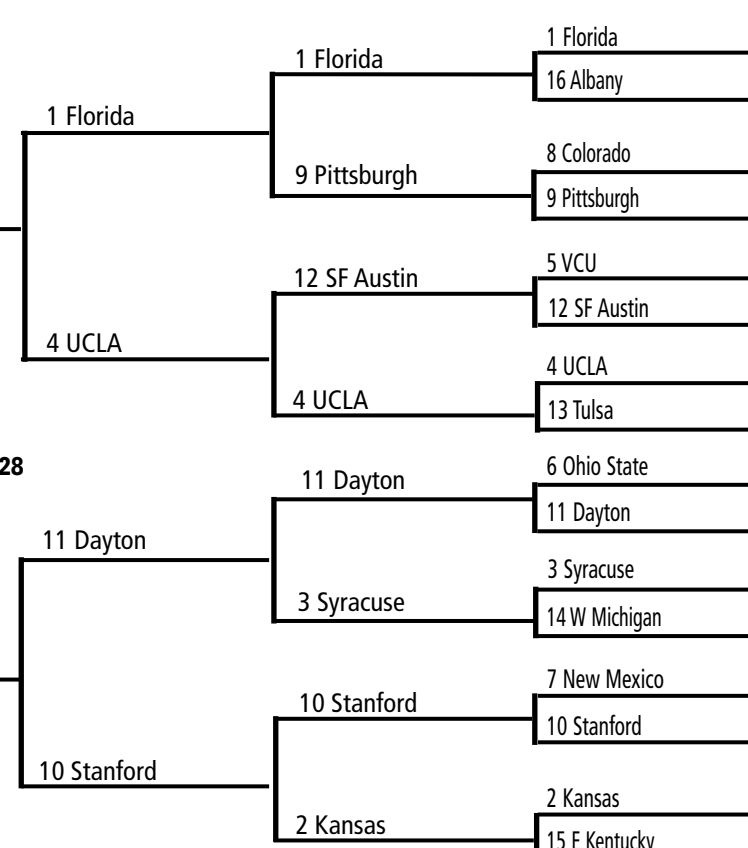 1 Florida
16 Albany
8 Colorado
9 Pittsburgh
5 VCU
12 SF Austin
4 UCLA
13 Tulsa
6 Ohio State
11 Dayton
3 Syracuse
14 W Michigan
7 New Mexico
10 Stanford
2 Kansas
15 E Kentucky
1 Florida
9 Pittsburgh
12 SF Austin
4 UCLA
11 Dayton
3 Syracuse
10 Stanford
2 Kansas
1 Florida
4 UCLA
11 Dayton
10 Stanford
28